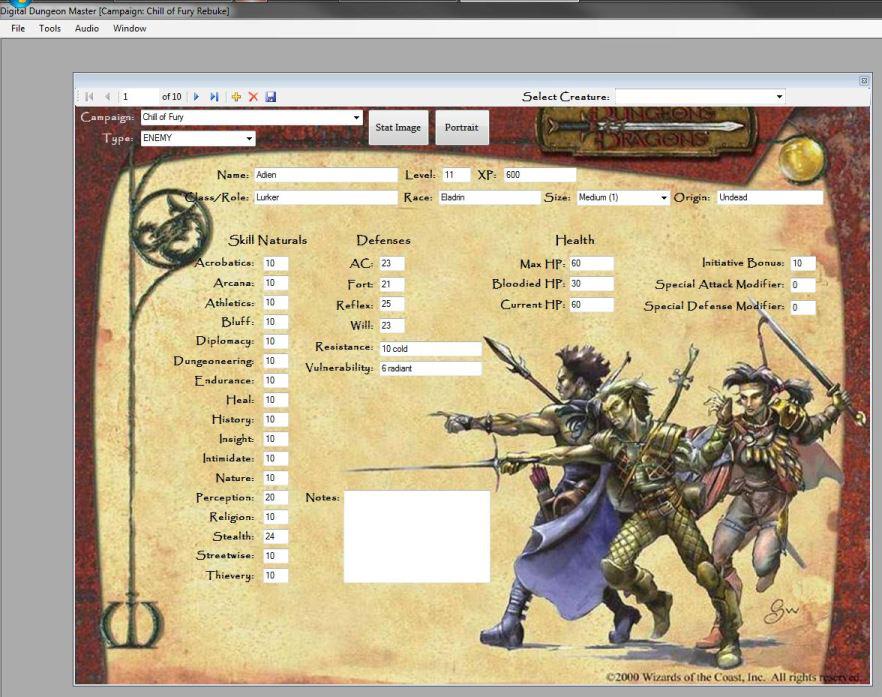 Digital Dungeon Master [Campaign: Chill of Fury Rebuke]
File Tools Audio Window
1 of 10 Select Creature:
Campaign: Chill of Fury
Type: ENEMY
Stat Image Portrait
DUNGEONS
DRAGONS
Name: Adien Level: 11 XP: 600
Class/Role: Lurker Race: Eladrin Size: Medium (1) Origin: Undead
Skill Naturals Defenses Health
Acrobatics: 10 AC: 23 Max HP: 60 Initiative Bonus: 10
Arcana: 10 Fort: 21 Bloodied HP: 30 Special Attack Modifier: 0
Athletics: 10 Reflex: 25 Current HP: 60 Special Defense Modifier: 0
Bluff: 10 Will: 23
Diplomacy: 10 Resistance: 10 cold
Dungeoneering: 10 Vulnerability: 6 radiant
Endurance: 10
Heal: 10
History: 10
Insight: 10
Intimidate: 10
Nature: 10
Perception: 20 Notes:
Religion: 10
Stealth: 24
Streetwise: 10
Thievery: 10
©2000 Wizards of the Coast, Inc. All rights reserved.